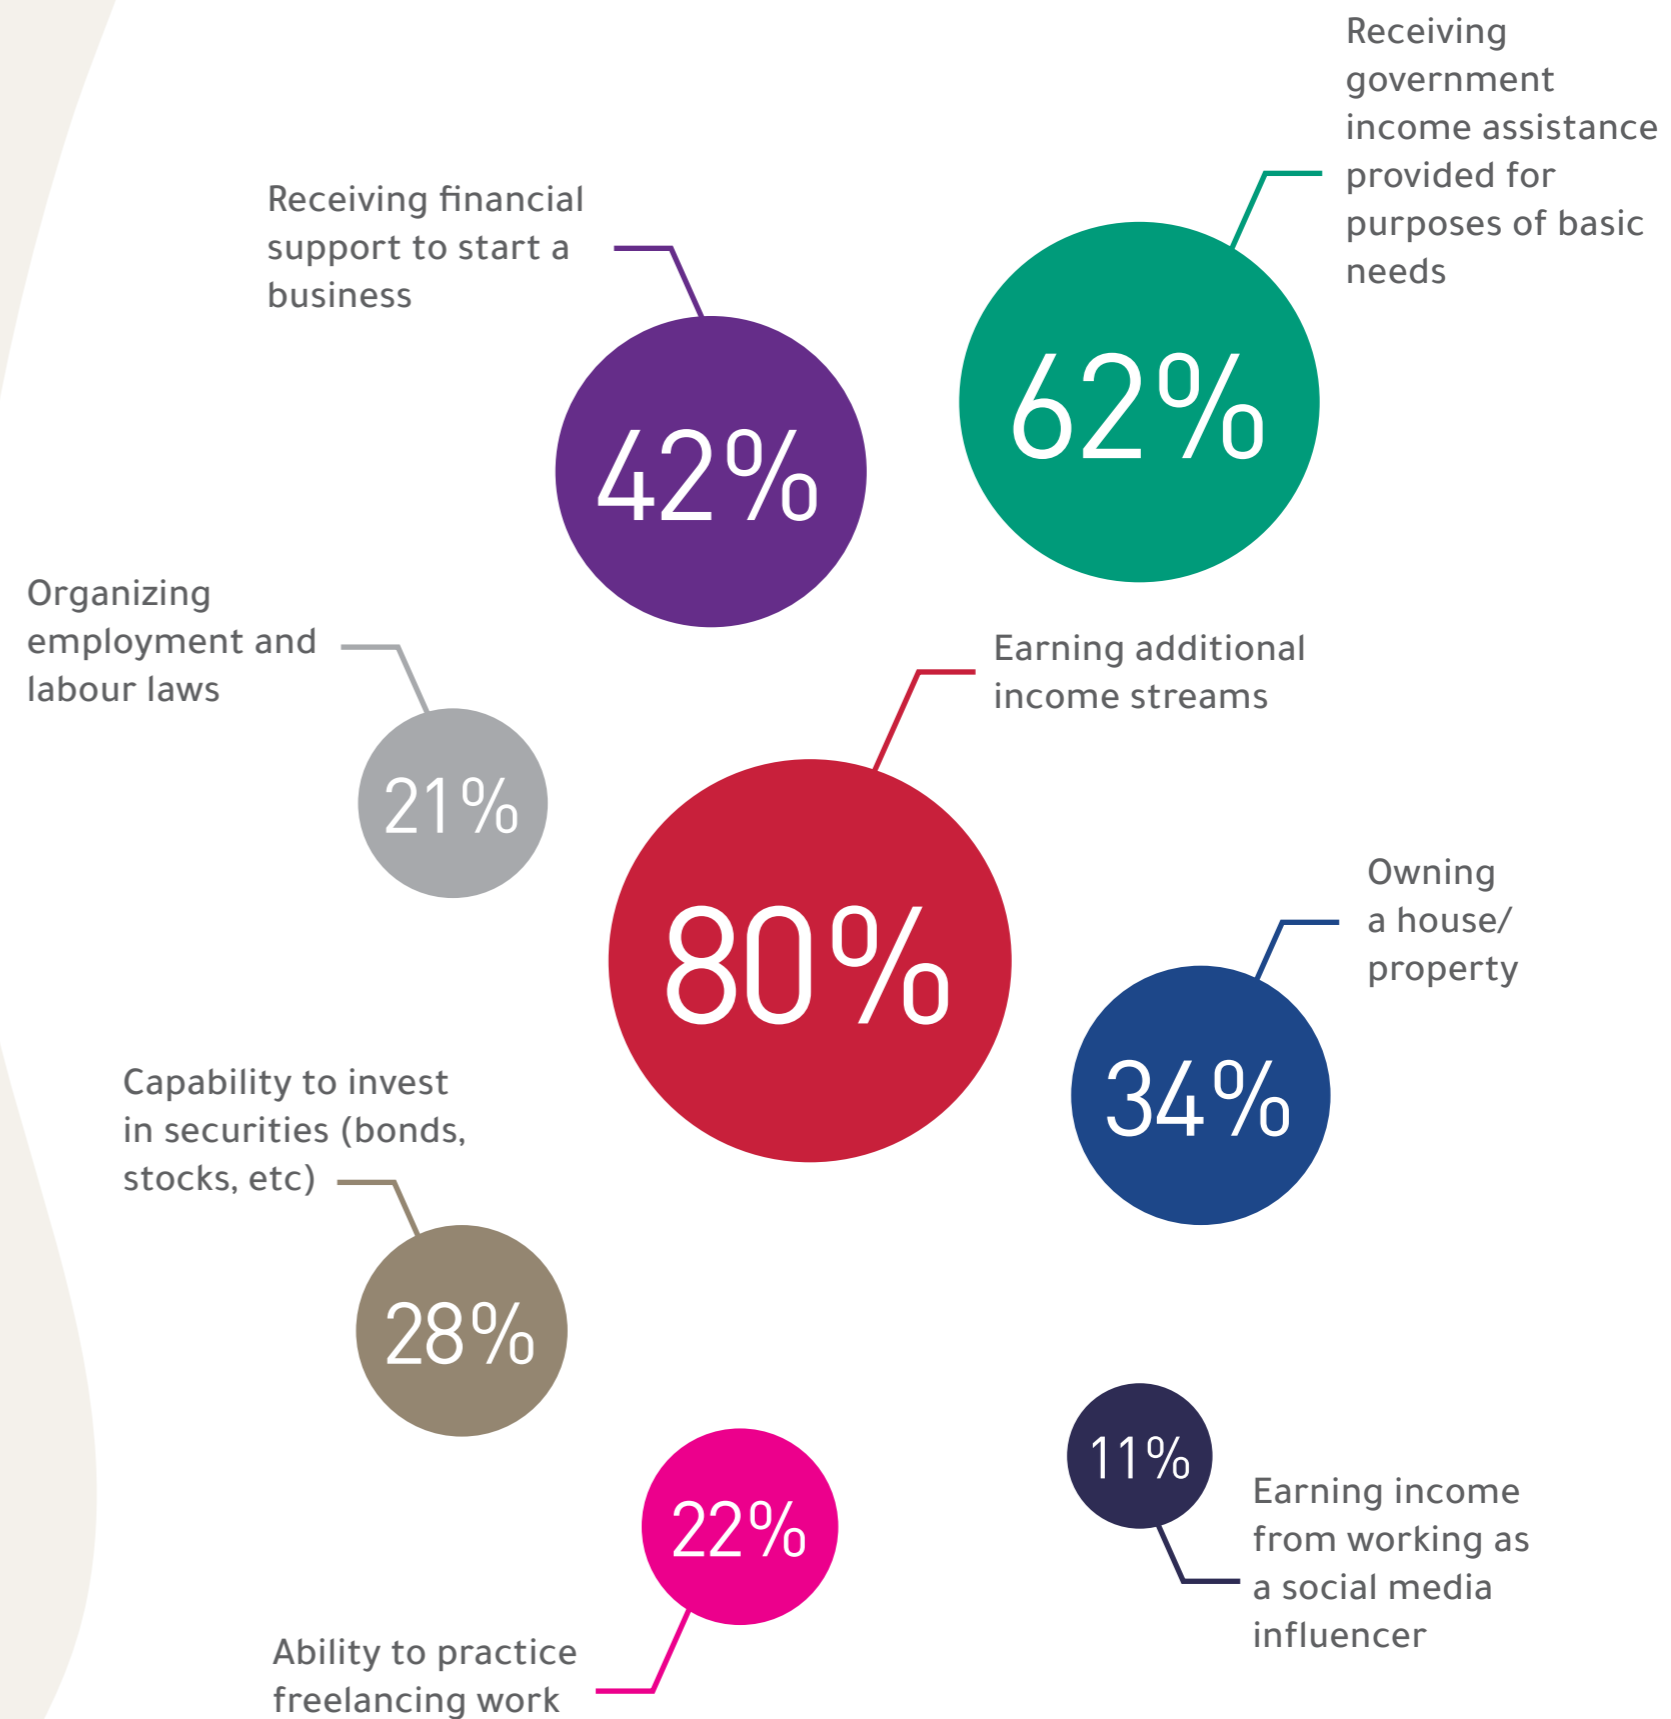 Receiving
government
income assistance
provided for
purposes of basic
needs
62%
Receiving financial
support to start a
business
42%
Organizing
employment and
labour laws
21%
Earning additional
income streams
80%
Owning
a house/
property
34%
Capability to invest
in securities (bonds,
stocks, etc)
28%
22%
Ability to practice
freelancing work
11%
Earning income
from working as
a social media
influencer